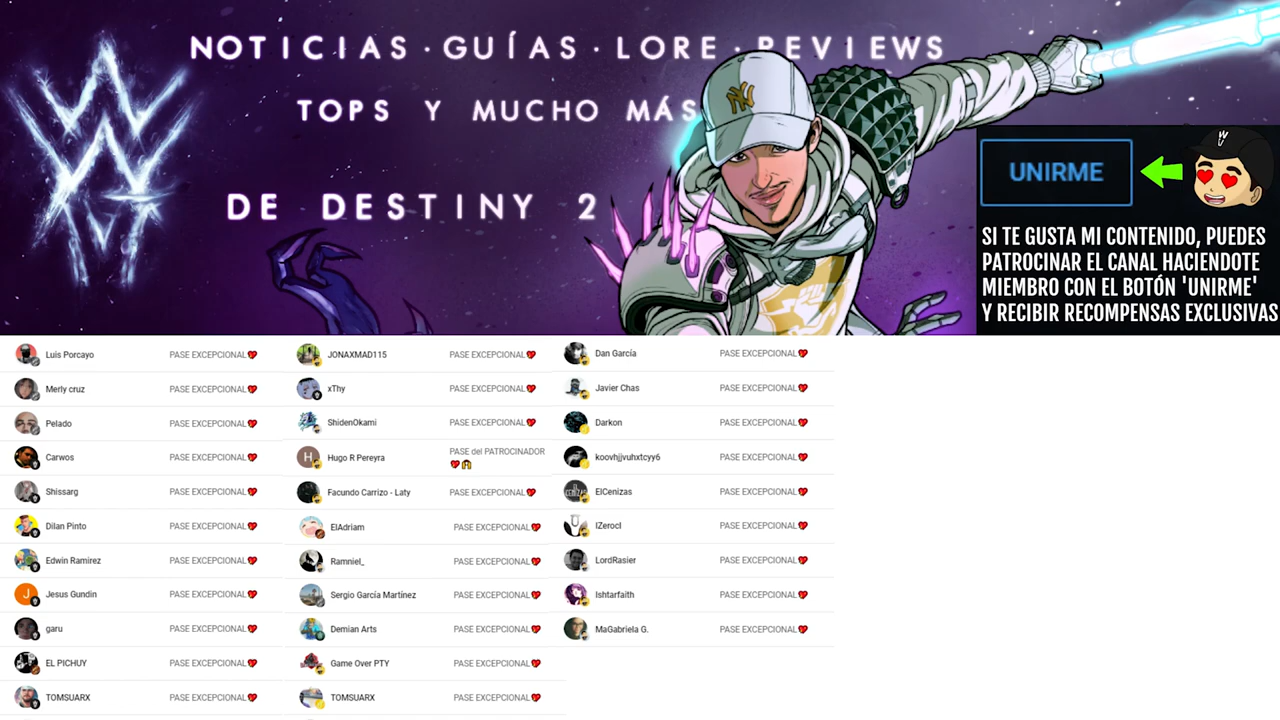 NOTICIAS · GUÍAS · LORE · REVIEWS
TOPS Y MUCHO MÁS
DE DESTINY 2
UNIRME
SI TE GUSTA MI CONTENIDO, PUEDES
PATROCINAR EL CANAL HACIENDOTE
MIEMBRO CON EL BOTÓN 'UNIRME'
Y RECIBIR RECOMPENSAS EXCLUSIVAS
Luis Porcayo PASE EXCEPCIONAL
Merly cruz PASE EXCEPCIONAL
Pelado PASE EXCEPCIONAL
Carwos PASE EXCEPCIONAL
Shissarg PASE EXCEPCIONAL
Dilan Pinto PASE EXCEPCIONAL
Edwin Ramirez PASE EXCEPCIONAL
J Jesus Gundin PASE EXCEPCIONAL
garu PASE EXCEPCIONAL
EL PICHUY PASE EXCEPCIONAL
TOMSUARX PASE EXCEPCIONAL
JONAXMAD115 PASE EXCEPCIONAL
xThy PASE EXCEPCIONAL
ShidenOkami PASE EXCEPCIONAL
H Hugo R Pereyra PASE del PATROCINADOR
Facundo Carrizo - Laty PASE EXCEPCIONAL
ElAdriam PASE EXCEPCIONAL
Ramniel_ PASE EXCEPCIONAL
Sergio García Martínez PASE EXCEPCIONAL
Demian Arts PASE EXCEPCIONAL
Game Over PTY PASE EXCEPCIONAL
TOMSUARX PASE EXCEPCIONAL
Dan García PASE EXCEPCIONAL
Javier Chas PASE EXCEPCIONAL
Darkon PASE EXCEPCIONAL
koovhjjvuhxtcyy6 PASE EXCEPCIONAL
ElCenizas PASE EXCEPCIONAL
IZerocI PASE EXCEPCIONAL
LordRasier PASE EXCEPCIONAL
Ishtarfaith PASE EXCEPCIONAL
MaGabriela G. PASE EXCEPCIONAL